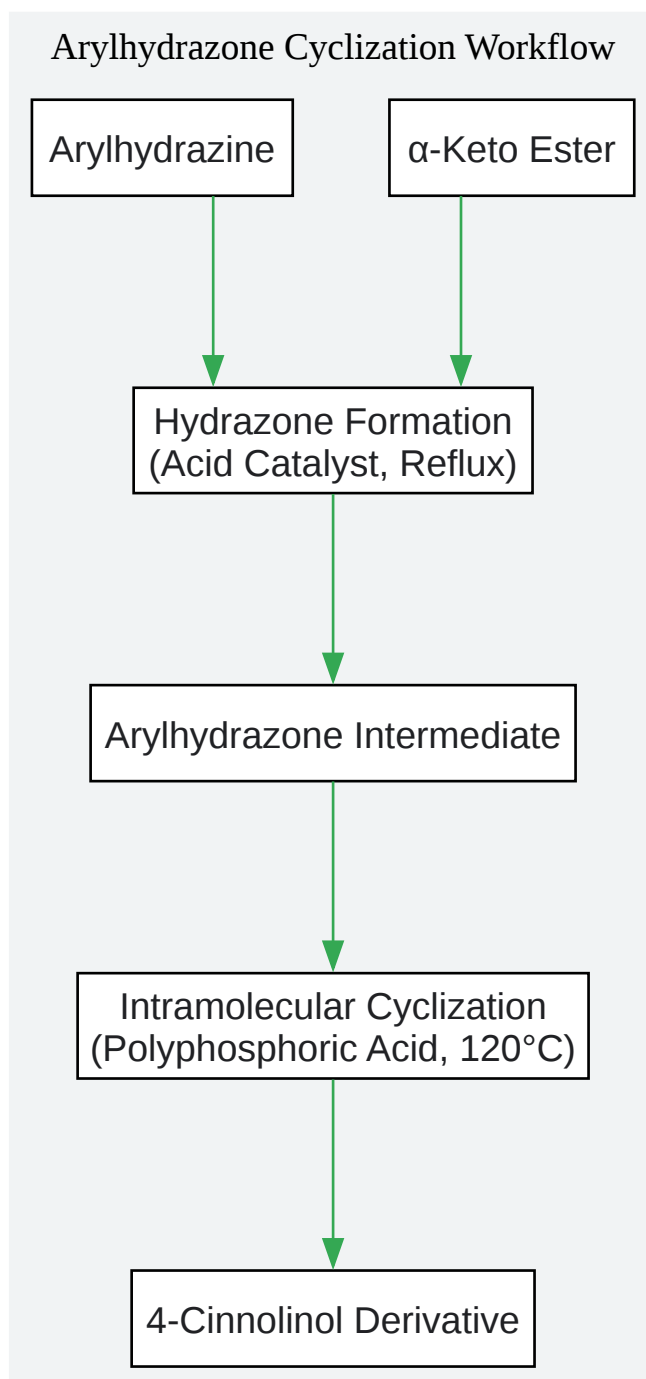 Arylhydrazone Cyclization Workflow
Arylhydrazine
α-Keto Ester
Hydrazone Formation
(Acid Catalyst, Reflux)
Arylhydrazone Intermediate
Intramolecular Cyclization
(Polyphosphoric Acid, 120°C)
4-Cinnolinol Derivative